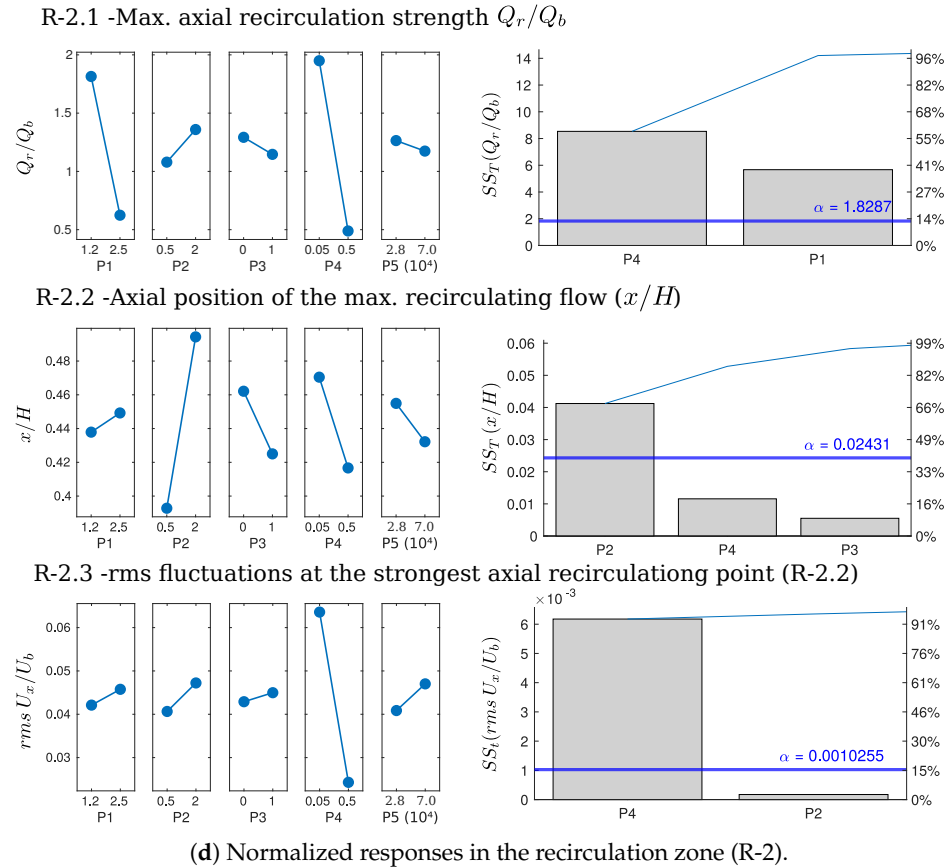 R-2.1 -Max. axial recirculation strength Q_r/Q_b
2
1.5
1
0.5
Q_r/Q_b
1.2 2.5
P1
0.5 2
P2
0 1
P3
0.05 0.5
P4
2.8 7.0
P5 (10⁴)
14
12
10
8
6
4
2
0
SS_T(Q_r/Q_b)
96%
82%
68%
55%
41%
27%
14%
0%
α = 1.8287
P4 P1
R-2.2 -Axial position of the max. recirculating flow (x/H)
0.48
0.46
0.44
0.42
0.4
x/H
1.2 2.5
P1
0.5 2
P2
0 1
P3
0.05 0.5
P4
2.8 7.0
P5 (10⁴)
0.06
0.05
0.04
0.03
0.02
0.01
0
SS_T(x/H)
99%
82%
66%
49%
33%
16%
0%
α = 0.02431
P2 P4 P3
R-2.3 -rms fluctuations at the strongest axial recirculationg point (R-2.2)
0.06
0.05
0.04
0.03
rms U_x/U_b
1.2 2.5
P1
0.5 2
P2
0 1
P3
0.05 0.5
P4
2.8 7.0
P5 (10⁴)
× 10⁻³
6
5
4
3
2
1
0
SS_t(rms U_x/U_b)
91%
76%
61%
46%
30%
15%
0%
α = 0.0010255
P4 P2
(d) Normalized responses in the recirculation zone (R-2).